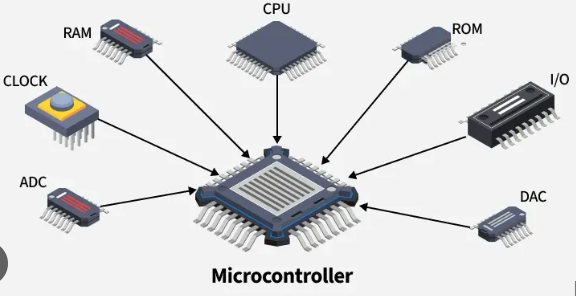 CPU
RAM
ROM
CLOCK
I/O
ADC
DAC
Microcontroller